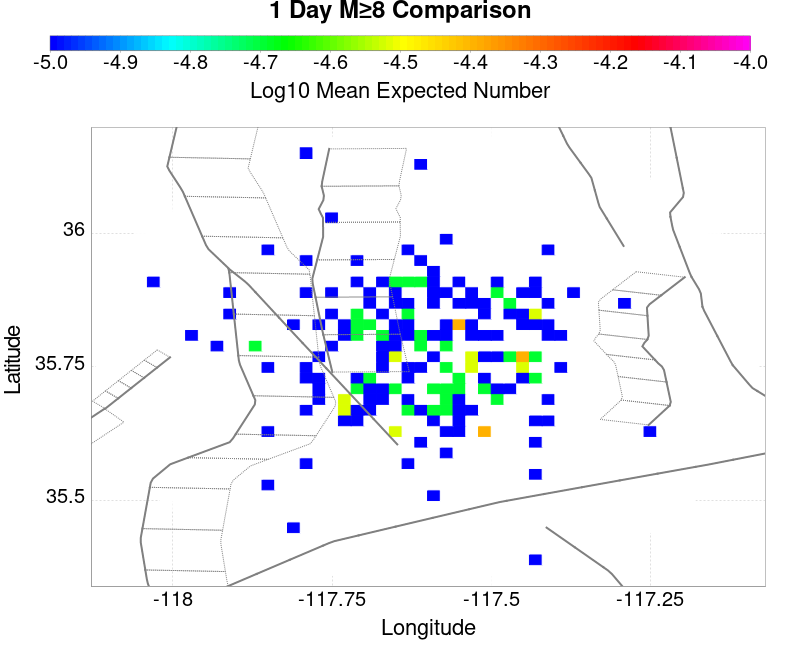 1 Day M≥8 Comparison
-5.0 -4.9 -4.8 -4.7 -4.6 -4.5 -4.4 -4.3 -4.2 -4.1 -4.0
Log10 Mean Expected Number
36
35.75
35.5
Latitude
-118 -117.75 -117.5 -117.25
Longitude